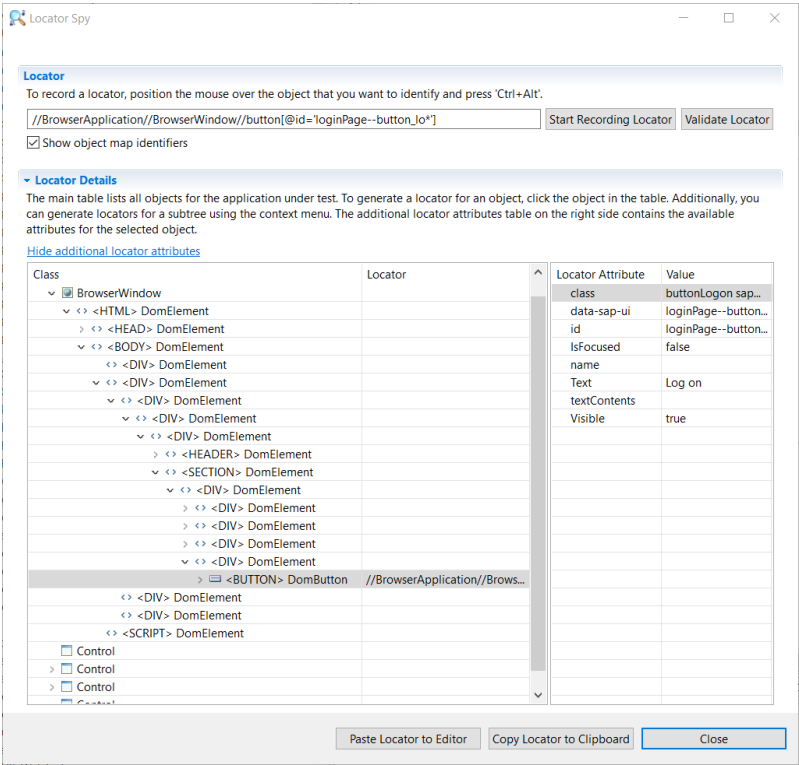 Locator Spy
Locator
To record a locator, position the mouse over the object that you want to identify and press 'Ctrl+Alt'.
//BrowserApplication//BrowserWindow//button[@id='loginPage--button_lo*']
Start Recording Locator
Validate Locator
Show object map identifiers
Locator Details
The main table lists all objects for the application under test. To generate a locator for an object, click the object in the table. Additionally, you
can generate locators for a subtree using the context menu. The additional locator attributes table on the right side contains the available
attributes for the selected object.
Hide additional locator attributes
Class Locator
BrowserWindow
<HTML> DomElement
<HEAD> DomElement
<BODY> DomElement
<DIV> DomElement
<DIV> DomElement
<DIV> DomElement
<DIV> DomElement
<DIV> DomElement
<HEADER> DomElement
<SECTION> DomElement
<DIV> DomElement
<DIV> DomElement
<DIV> DomElement
<DIV> DomElement
<DIV> DomElement
<BUTTON> DomButton //BrowserApplication//Brows...
<DIV> DomElement
<DIV> DomElement
<SCRIPT> DomElement
Control
Control
Control
Locator Attribute Value
class buttonLogon sap...
data-sap-ui loginPage--button...
id loginPage--button...
IsFocused false
name
Text Log on
textContents
Visible true
Paste Locator to Editor
Copy Locator to Clipboard
Close